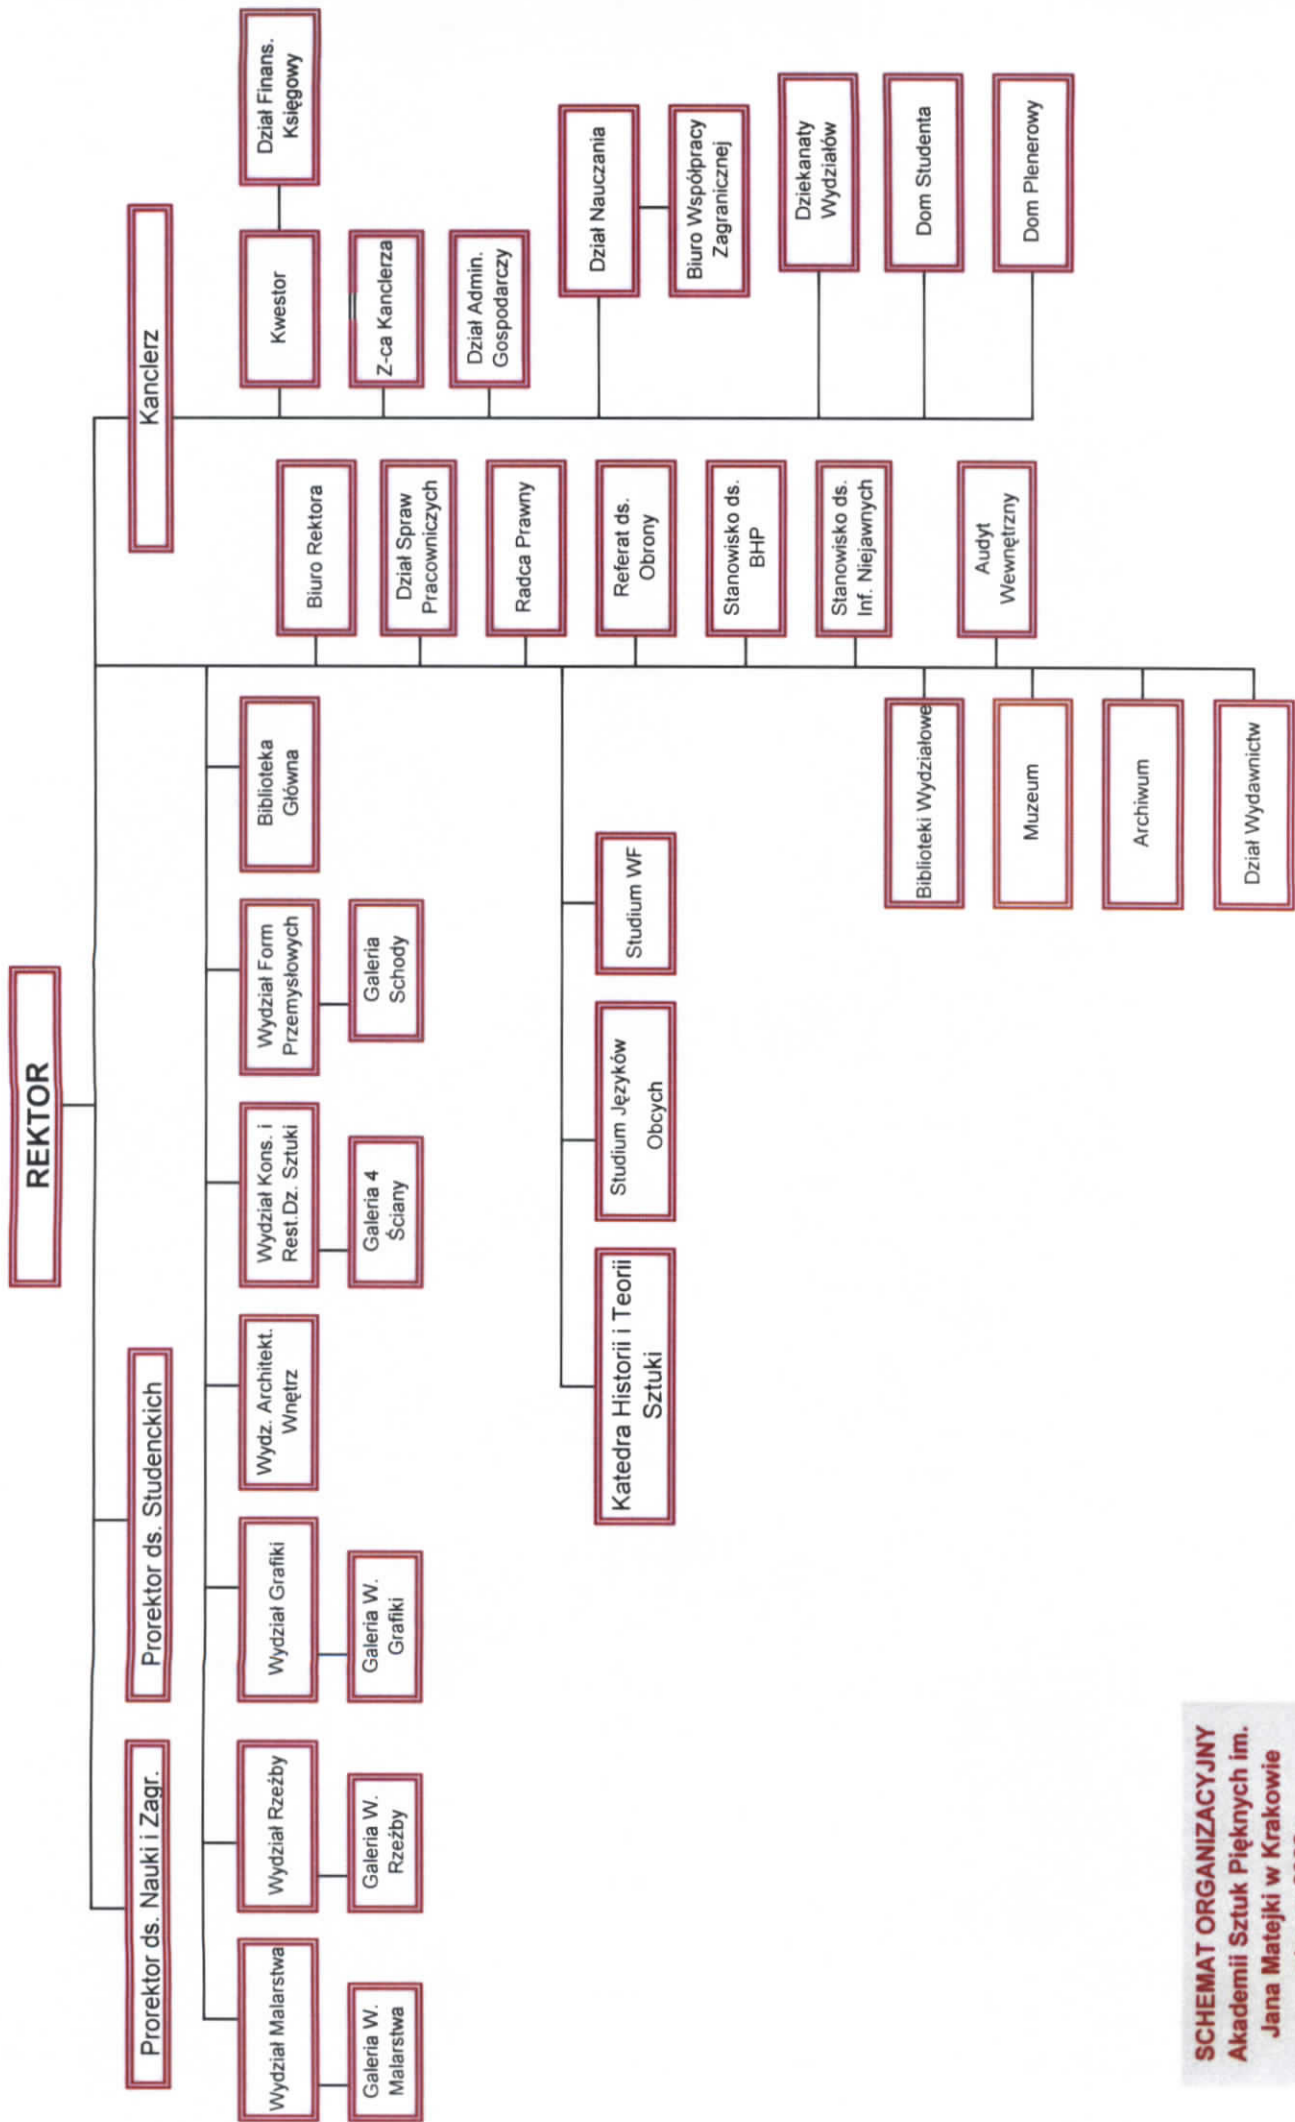 REKTOR
Prorektor ds. Nauki i Zagr.
Prorektor ds. Studenckich
Kanclerz
Wydział Malarstwa
Galeria W.
Malarstwa
Wydział Rzeźby
Galeria W.
Rzeźby
Wydział Grafiki
Galeria W.
Grafiki
Wydz. Architekt.
Wnętrz
Wydział Kons. i
Rest.Dz. Sztuki
Galeria 4
Ściany
Wydział Form
Przemysłowych
Galeria
Schody
Biblioteka
Główna
Katedra Historii i Teorii
Sztuki
Studium Języków
Obcych
Studium WF
Biuro Rektora
Dział Spraw
Pracowniczych
Radca Prawny
Referat ds.
Obrony
Stanowisko ds.
BHP
Stanowisko ds.
Inf. Niejawnych
Audyt
Wewnętrzny
Biblioteki Wydziałowe
Muzeum
Archiwum
Dział Wydawnictw
Kwestor
Dział Finans.
Księgowy
Z-ca Kanclerza
Dział Admin.
Gospodarczy
Dział Nauczania
Biuro Współpracy
Zagranicznej
Dziekanaty
Wydziałów
Dom Studenta
Dom Plenerowy
SCHEMAT ORGANIZACYJNY
Akademii Sztuk Pięknych im.
Jana Matejki w Krakowie